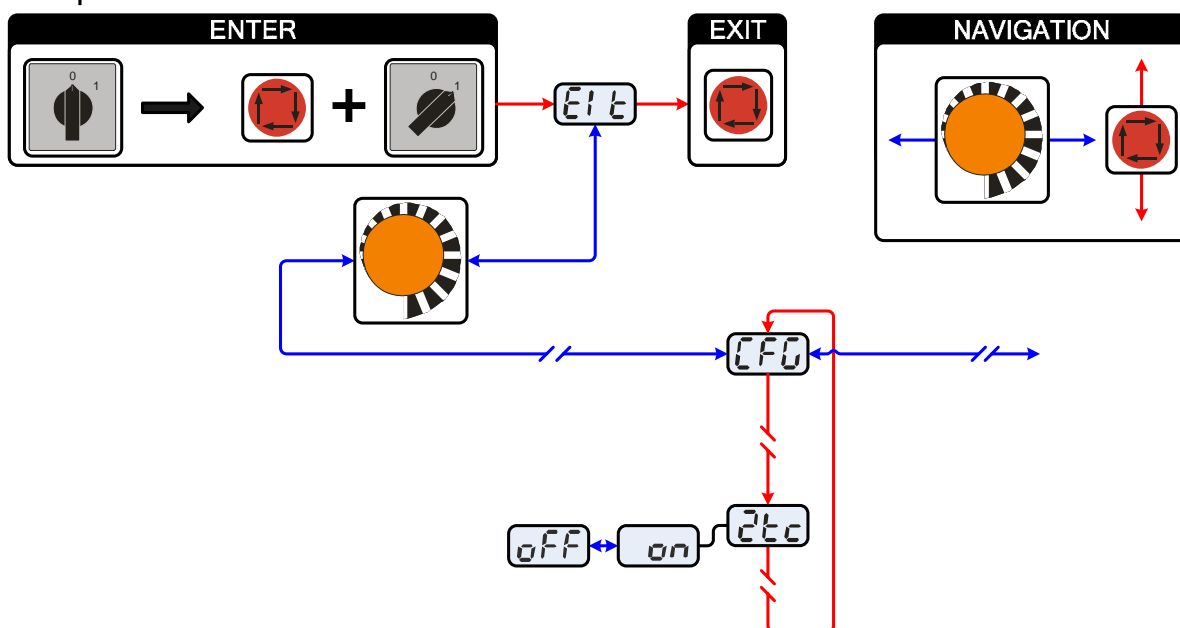 ENTER
EXIT
NAVIGATION
0
1
0
1
EIt
CFG
2tc
oFF
on